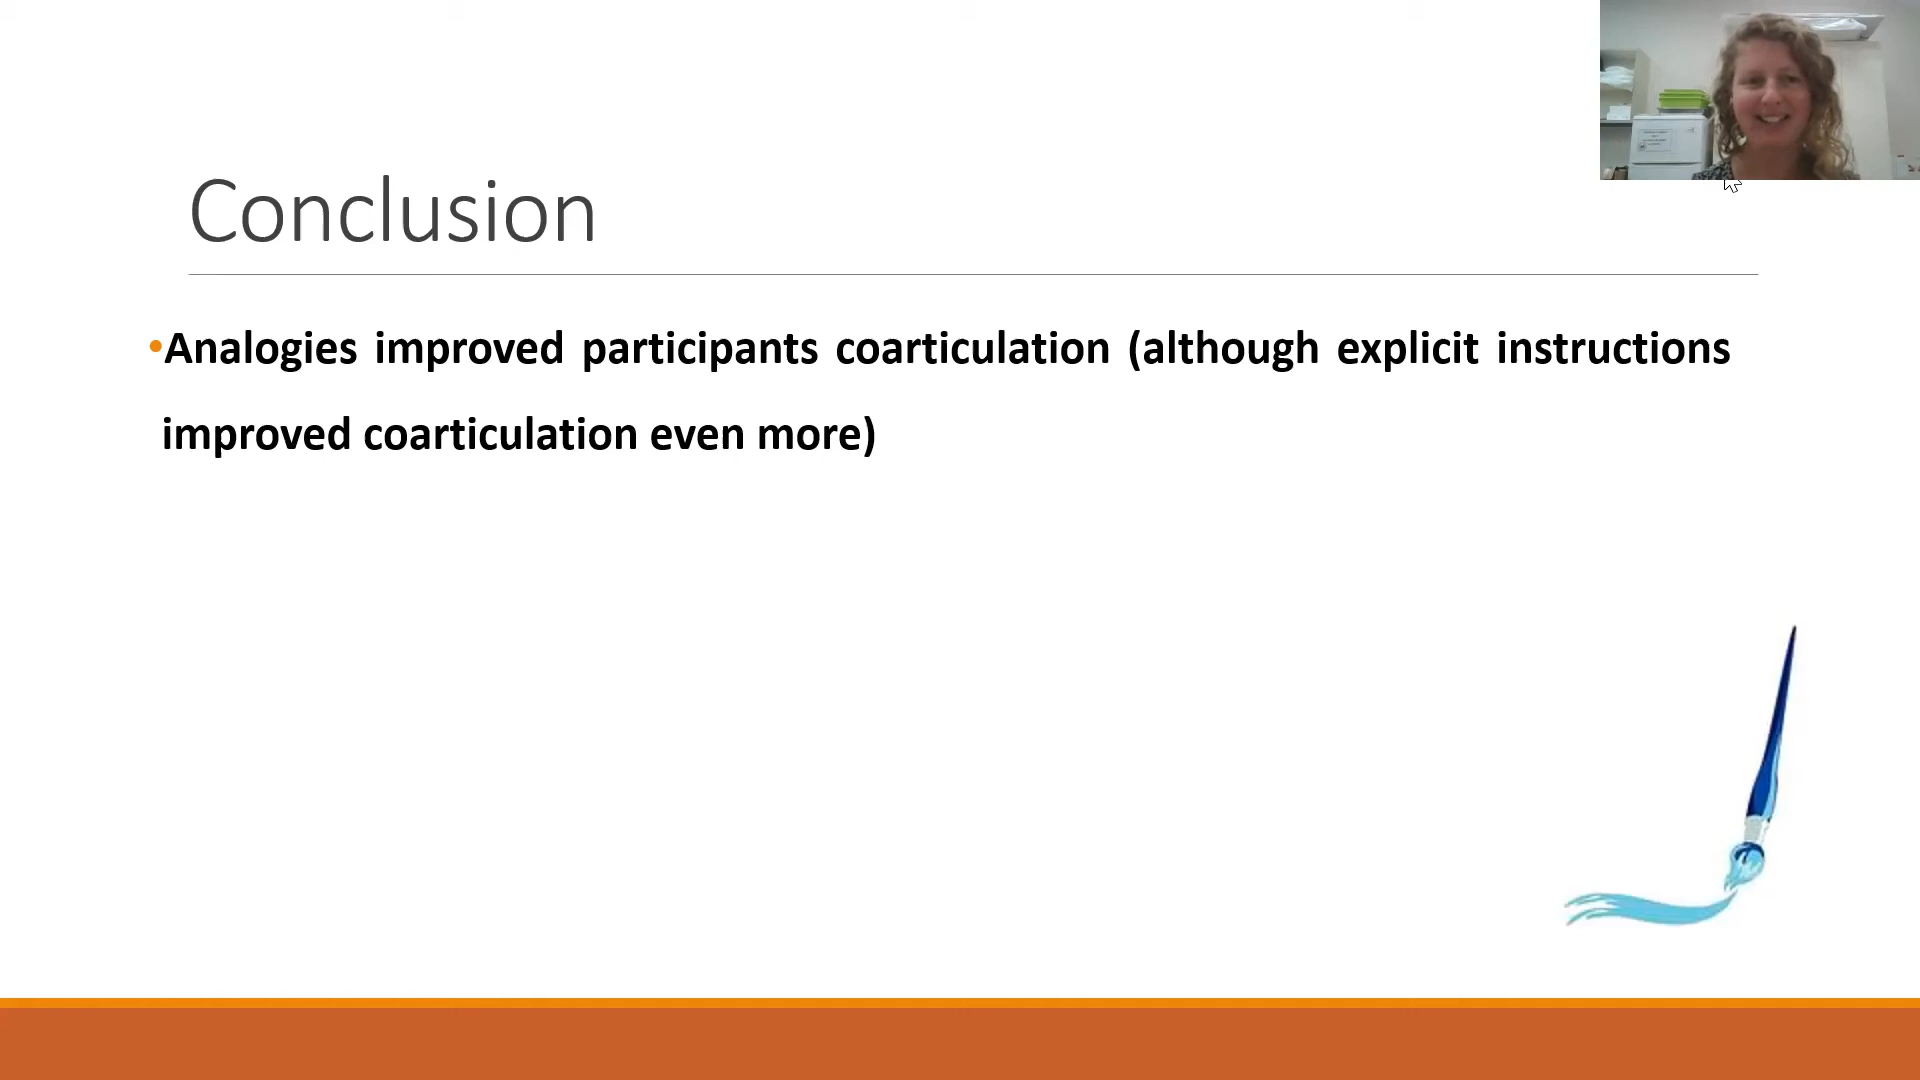 Conclusion
•Analogies improved participants coarticulation (although explicit instructions
improved coarticulation even more)